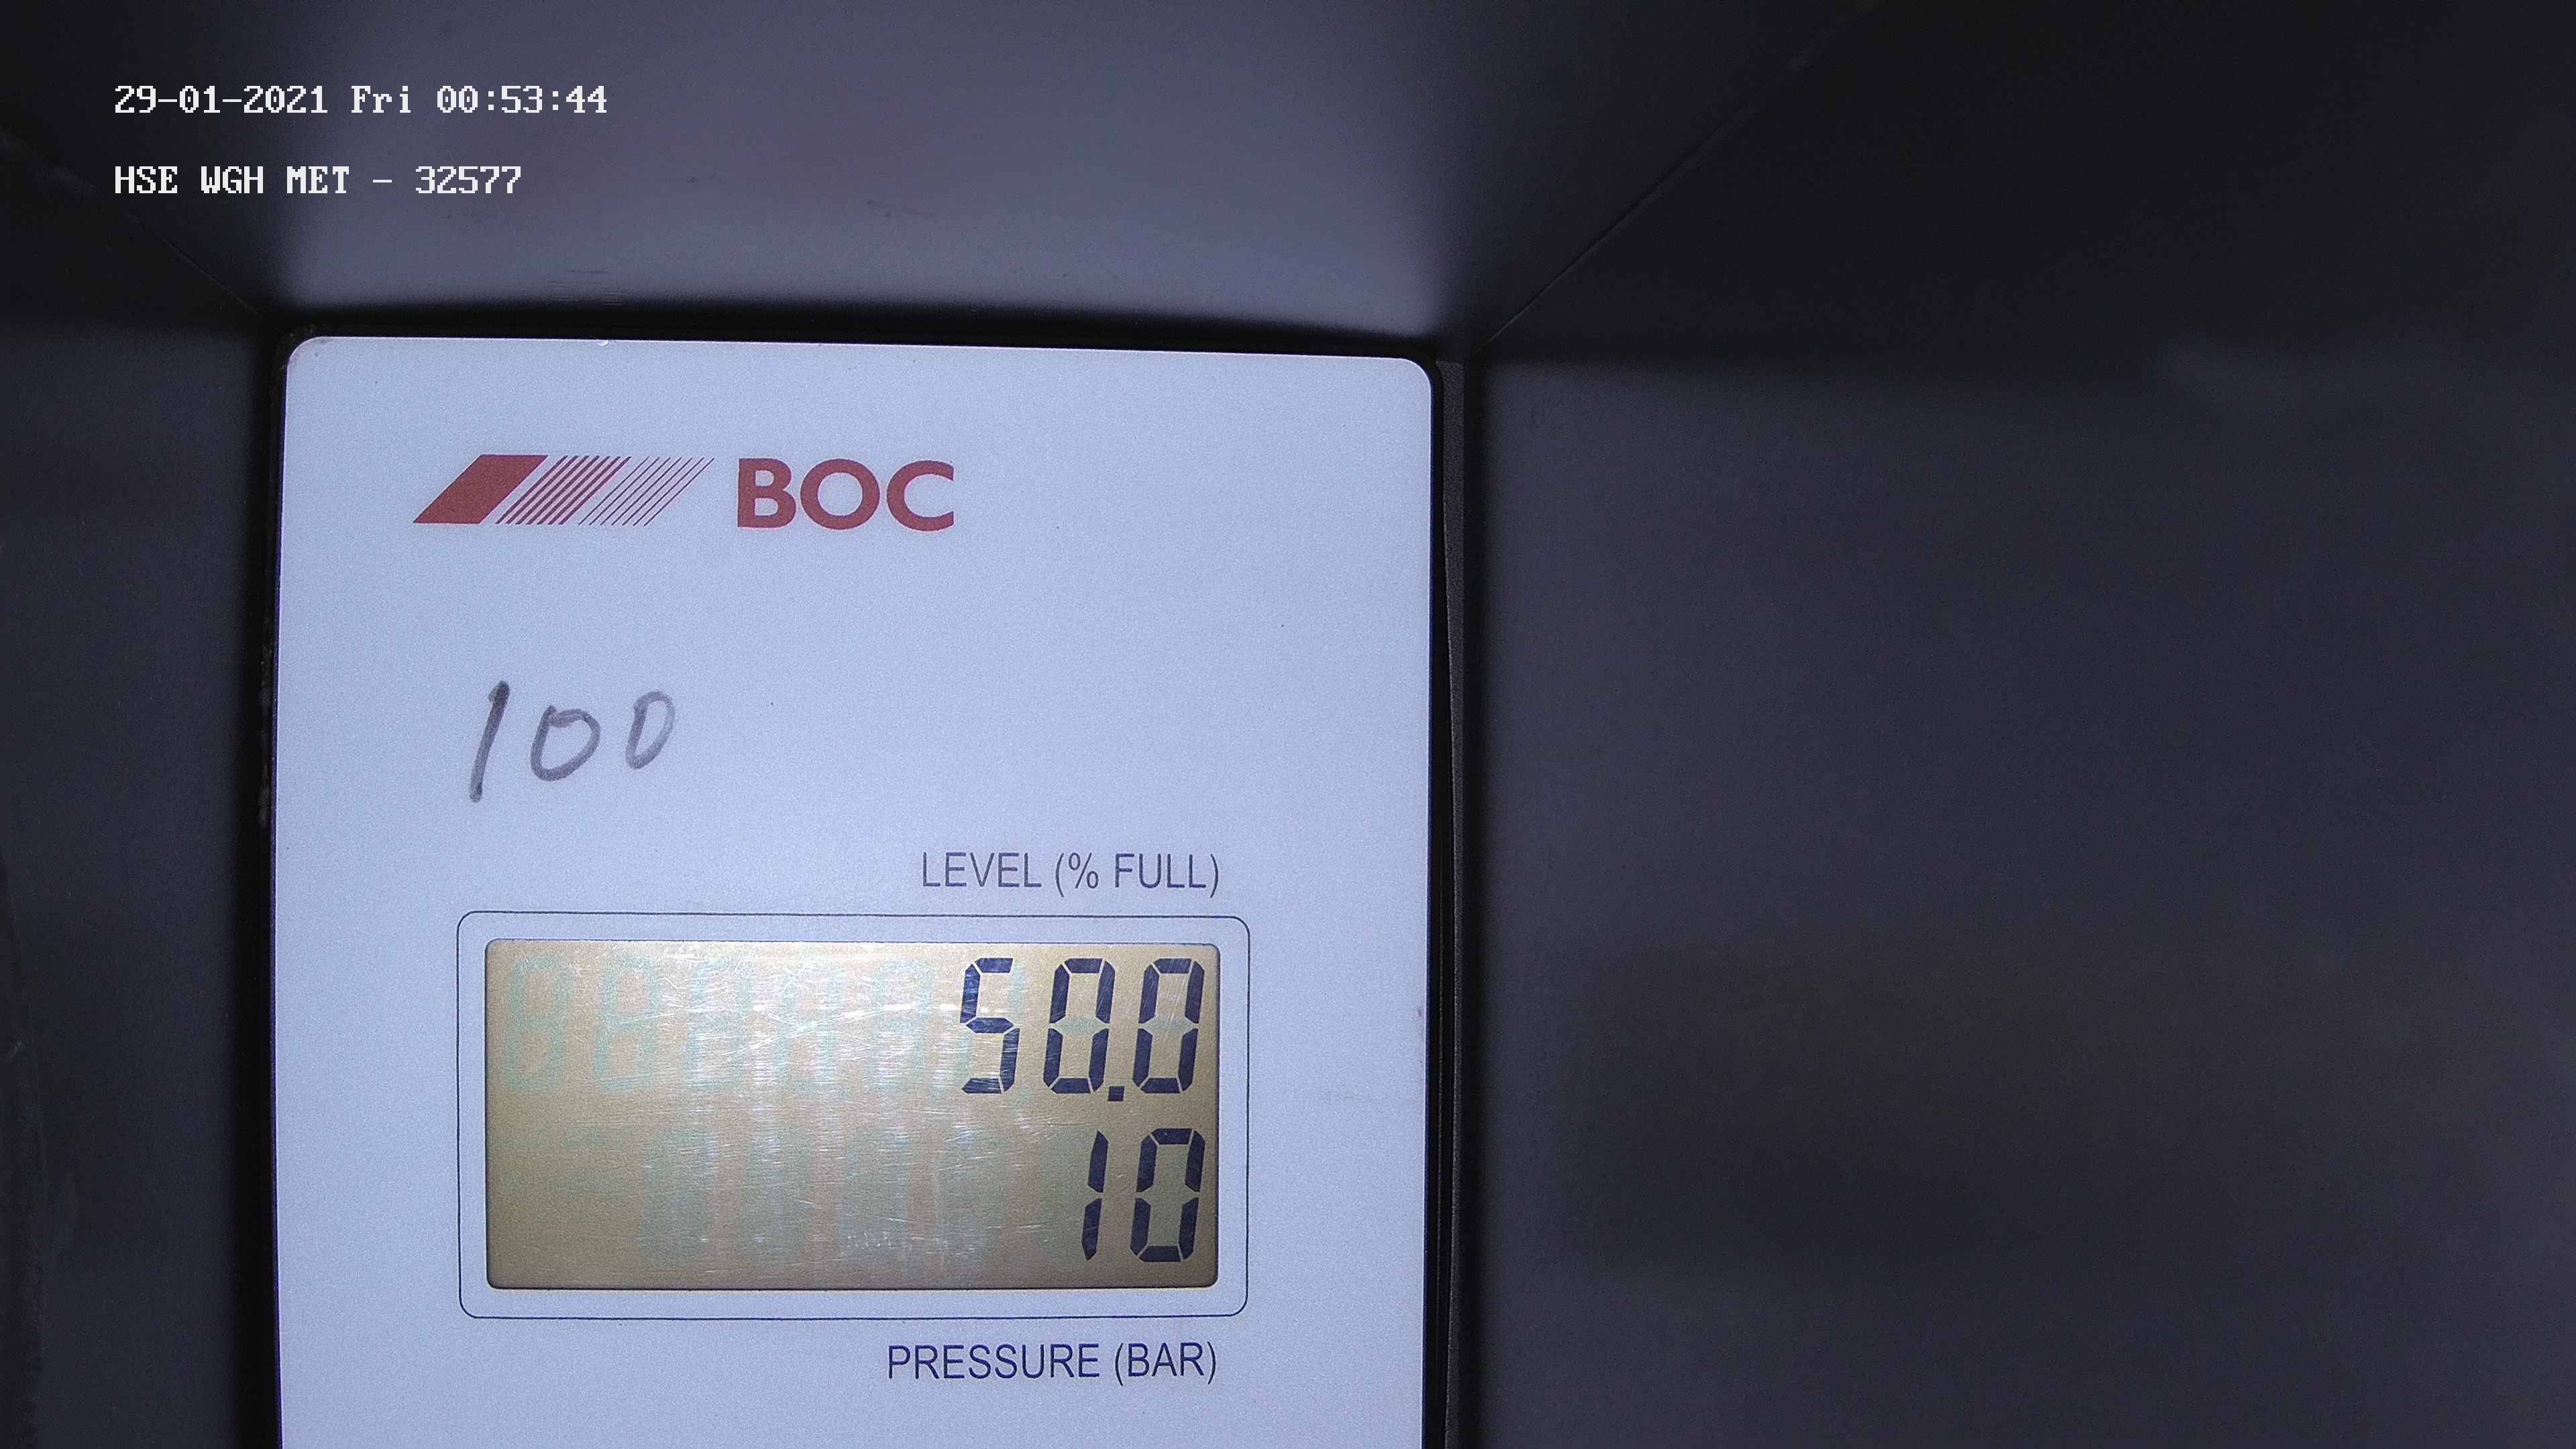 29-01-2021 Fri 00:53:44
HSE WGH MET - 32577
BOC
100
LEVEL (% FULL)
50.0
10
PRESSURE (BAR)